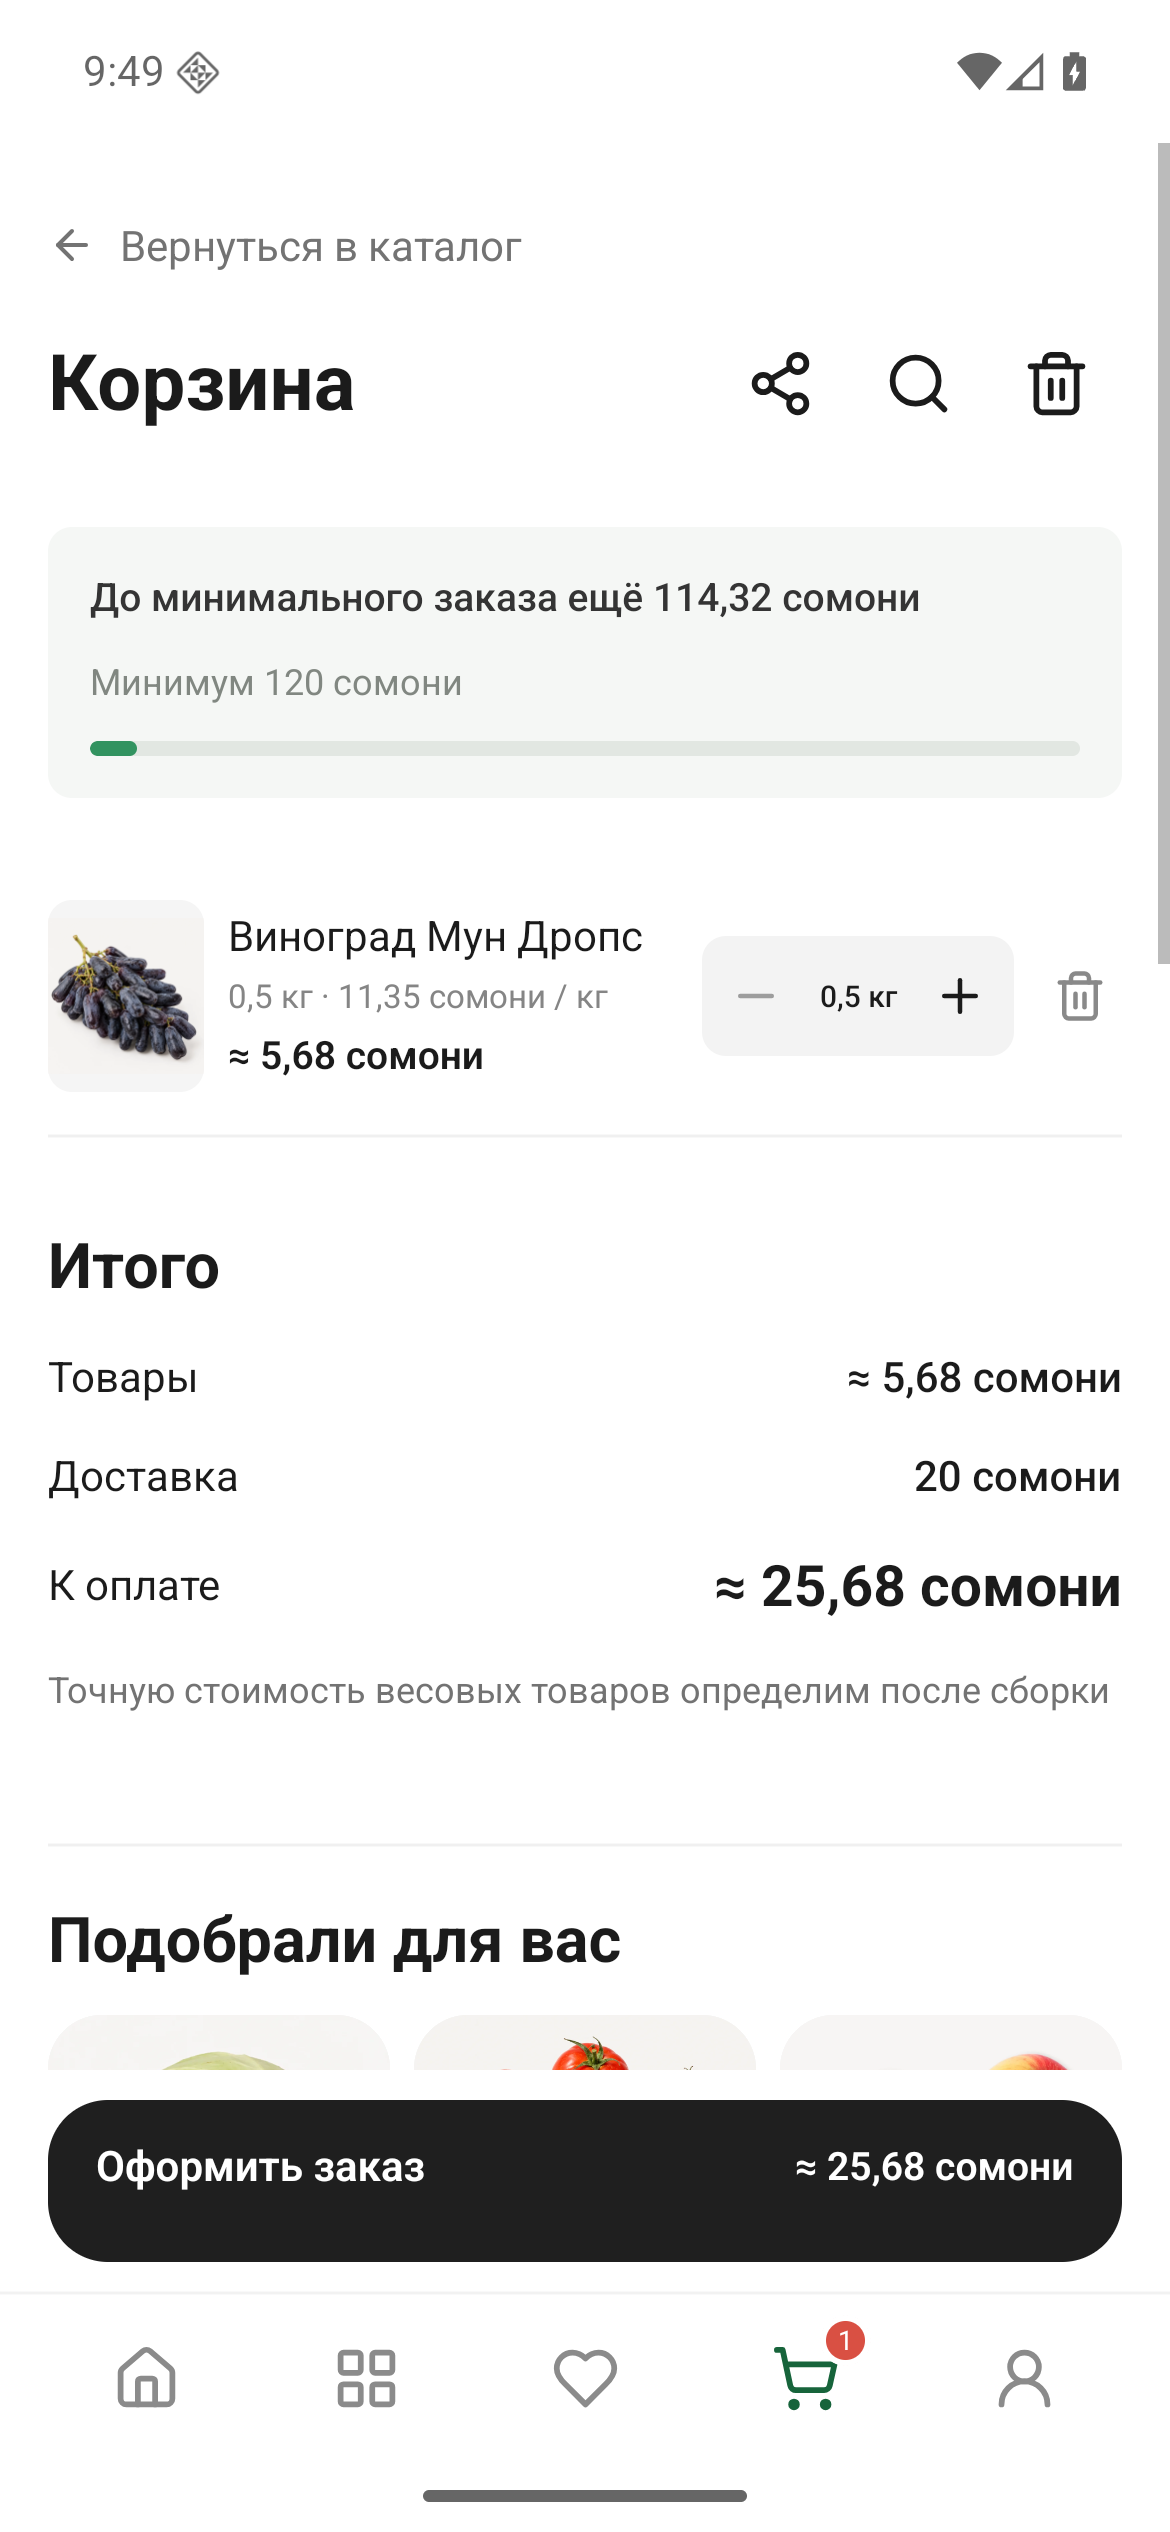 9:49
Вернуться в каталог
Корзина
До минимального заказа ещё 114,32 сомони
Минимум 120 сомони
Виноград Мун Дропс
0,5 кг · 11,35 сомони / кг
≈ 5,68 сомони
0,5 кг
Итого
Товары ≈ 5,68 сомони
Доставка 20 сомони
К оплате ≈ 25,68 сомони
Точную стоимость весовых товаров определим после сборки
Подобрали для вас
Оформить заказ ≈ 25,68 сомони
1